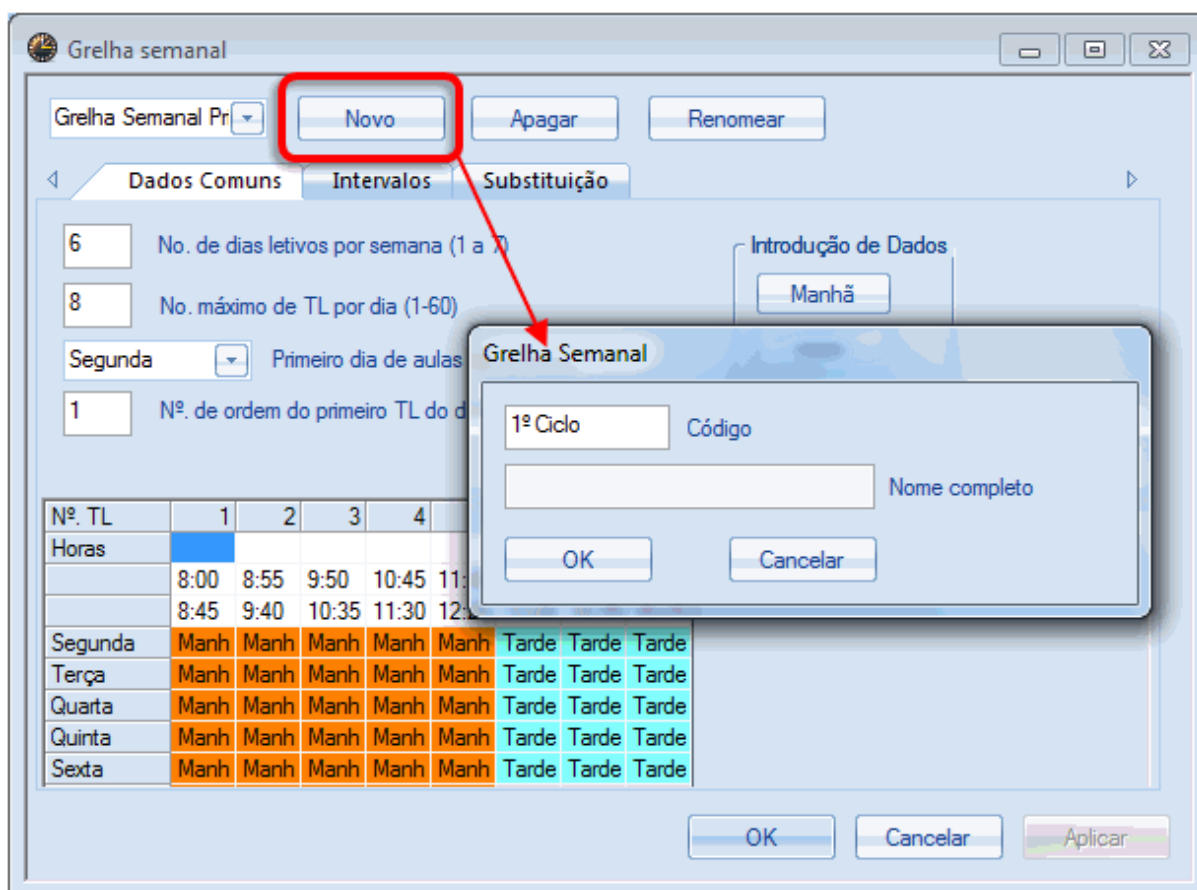 Grelha semanal
Grelha Semanal Pr Novo Apagar Renomear
Dados Comuns Intervalos Substituição
6 No. de dias letivos por semana (1 a 7)
Introdução de Dados
8 No. máximo de TL por dia (1-60)
Manhã
Segunda Primeiro dia de aulas
1 Nº. de ordem do primeiro TL do d
Grelha Semanal
1º Ciclo Código
Nome completo
OK Cancelar
Nº. TL 1 2 3 4
Horas
8:00 8:55 9:50 10:45 11:
8:45 9:40 10:35 11:30 12:
Segunda Manh Manh Manh Manh Manh Tarde Tarde Tarde
Terça Manh Manh Manh Manh Manh Tarde Tarde Tarde
Quarta Manh Manh Manh Manh Manh Tarde Tarde Tarde
Quinta Manh Manh Manh Manh Manh Tarde Tarde Tarde
Sexta Manh Manh Manh Manh Manh Tarde Tarde Tarde
OK Cancelar Aplicar